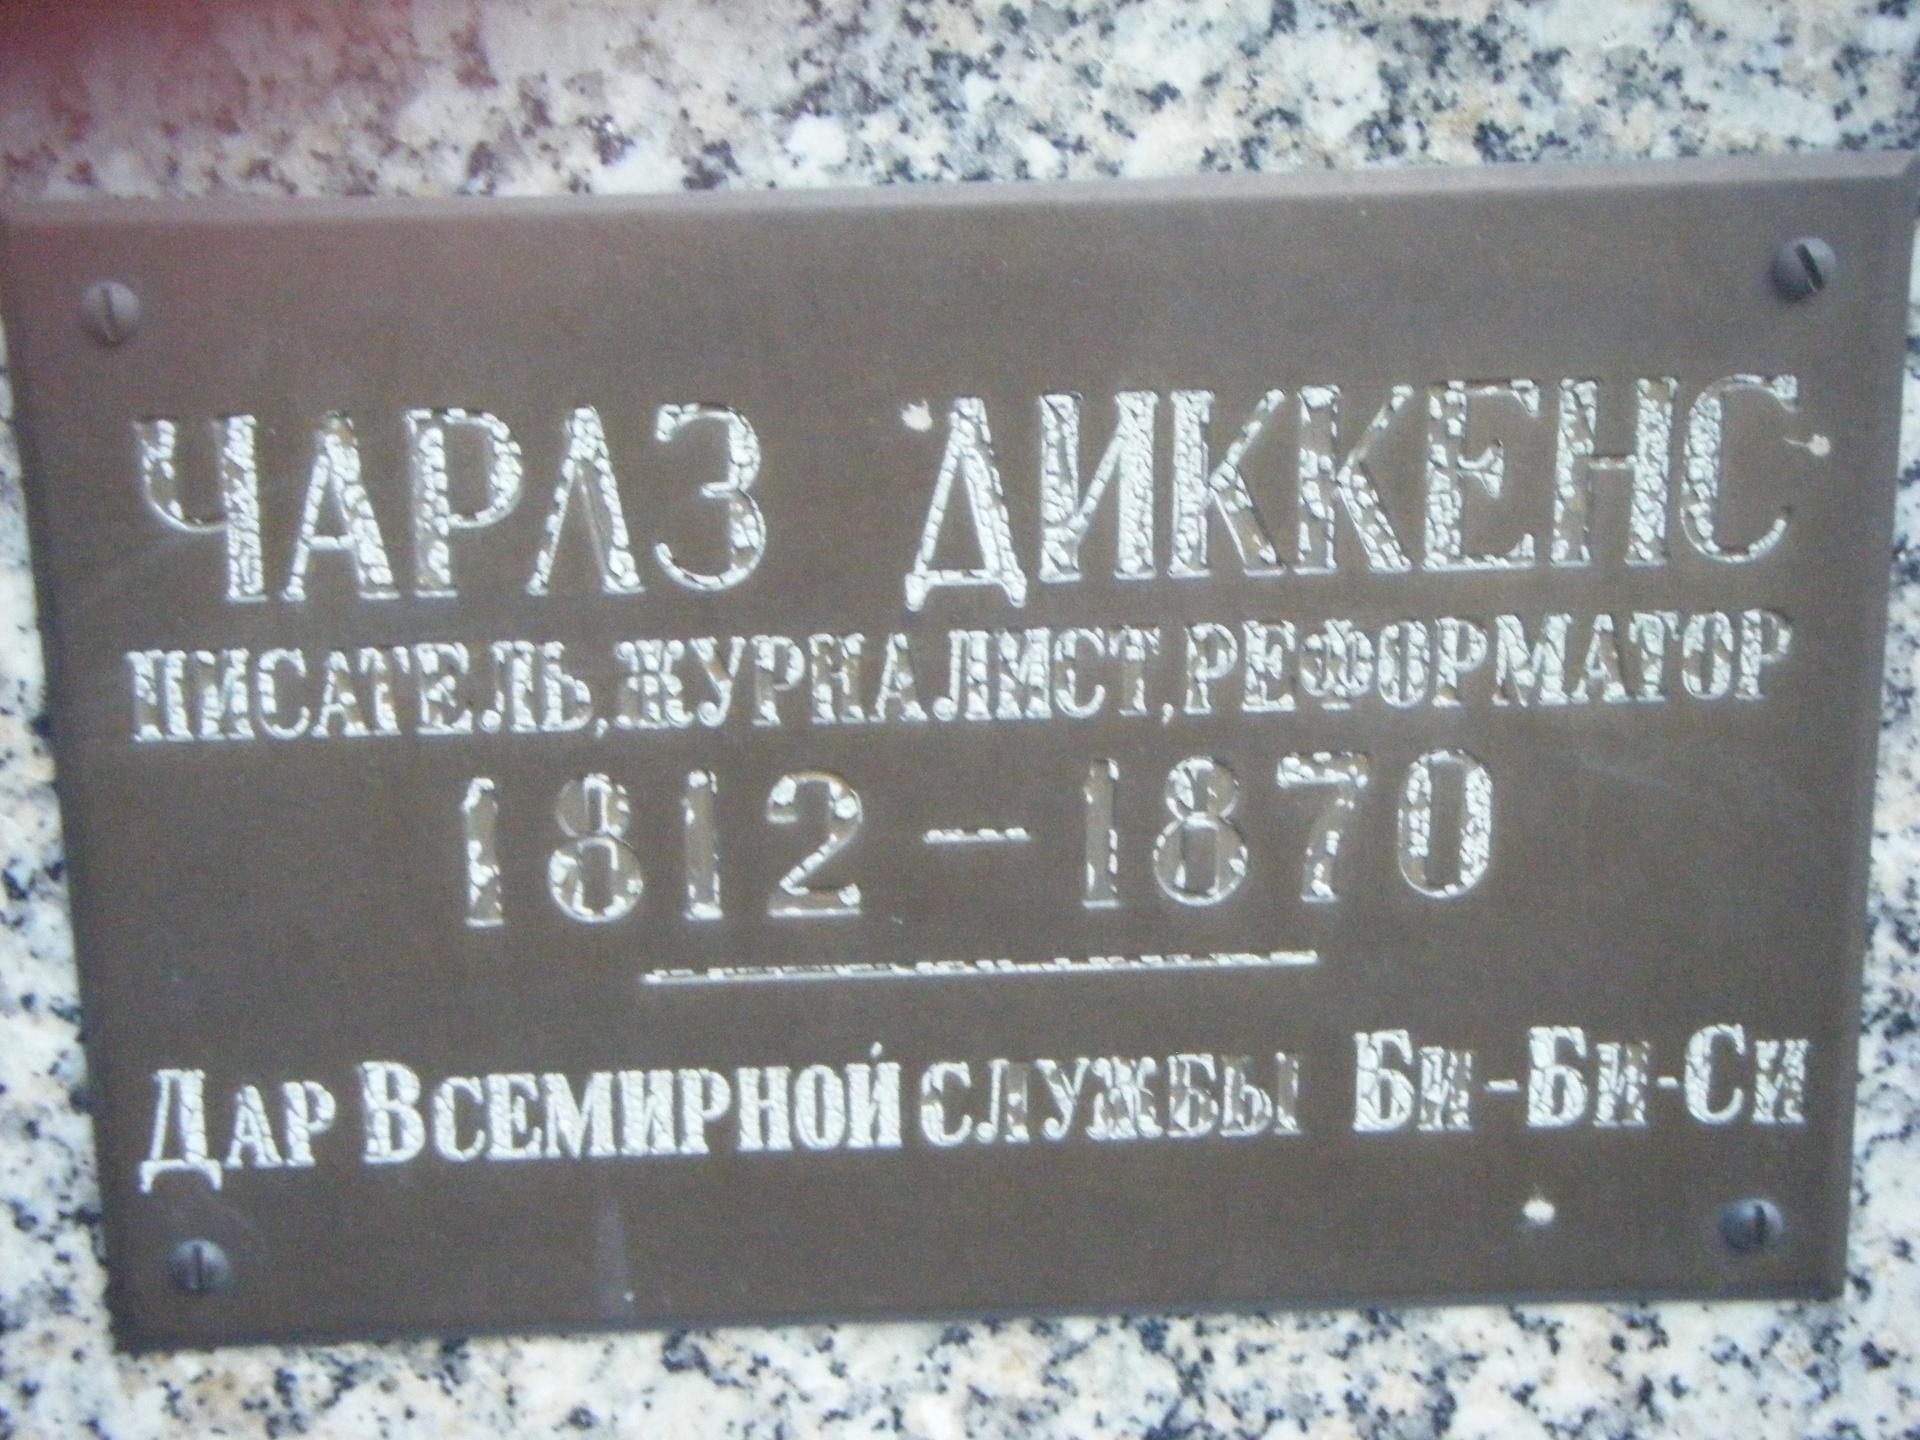 ЧАРЛЗ ДИККЕНС
ПИСАТЕЛЬ, ЖУРНАЛИСТ, РЕФОРМАТОР
1812 – 1870
ДАР ВСЕМИРНОЙ СЛУЖБЫ БИ-БИ-СИ